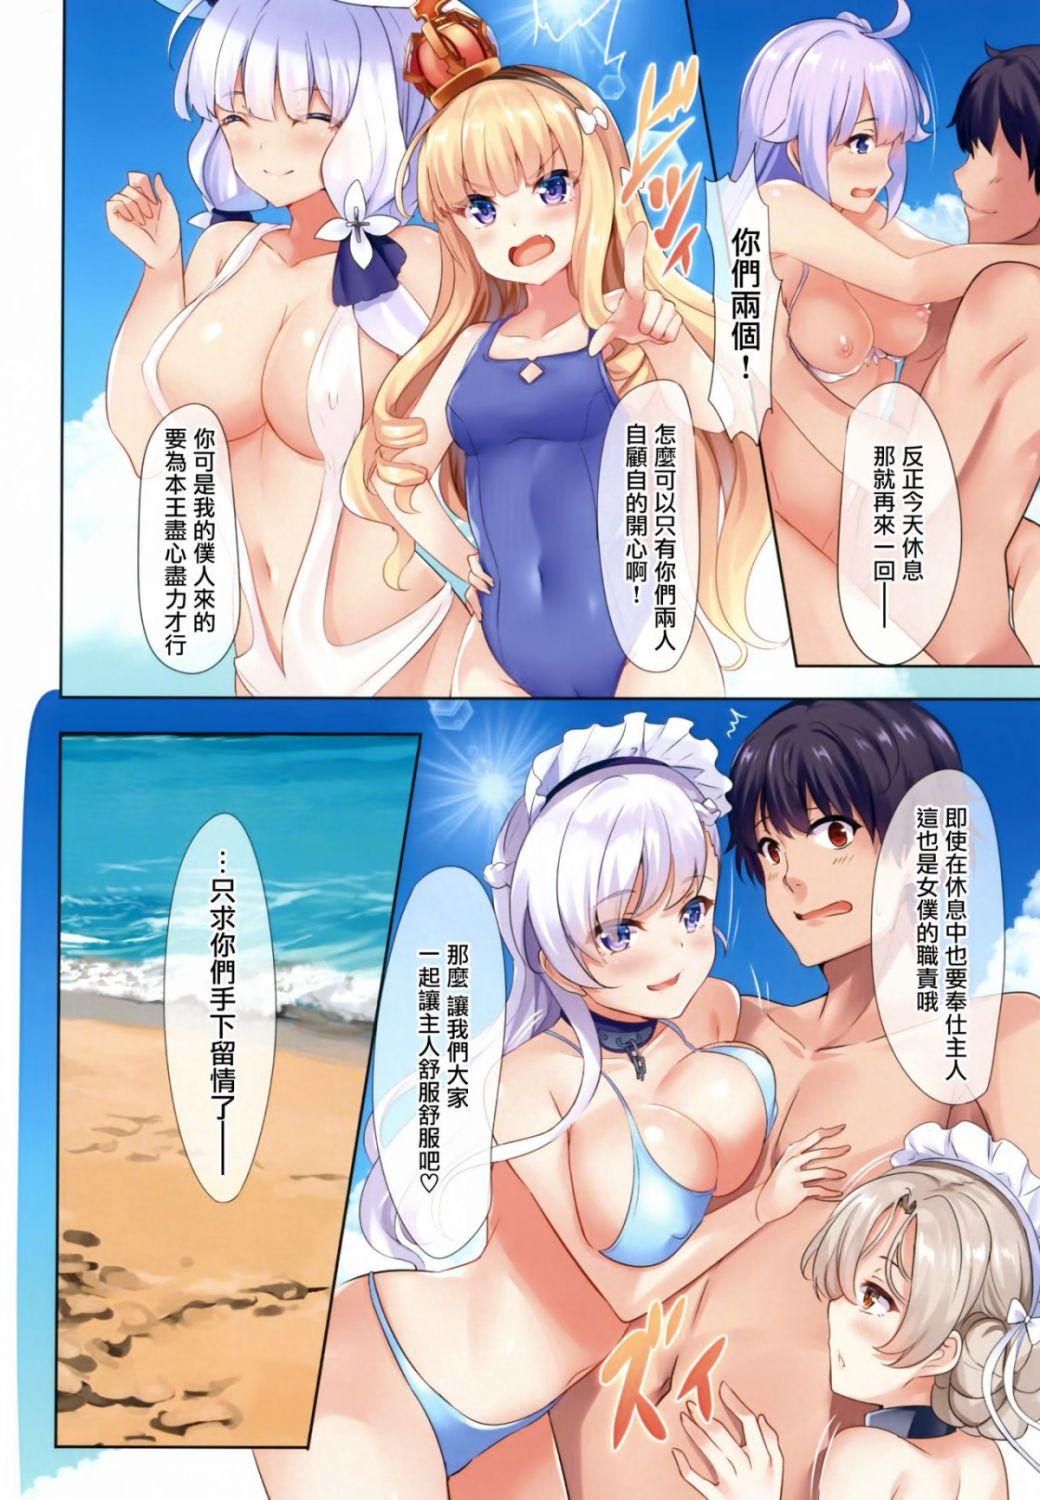 反正今天休息
那就再來一回——
你們兩個！
ドドッッィ
怎麼可以只有你們兩人
自顧自的開心啊！
你可是我的僕人來的
要為本王盡心盡力才行
即使在休息中也要奉仕主人
這也是女僕的職責哦
那麼 讓我們大家
一起讓主人舒服舒服吧♡
ズィ
…只求你們手下留情了——